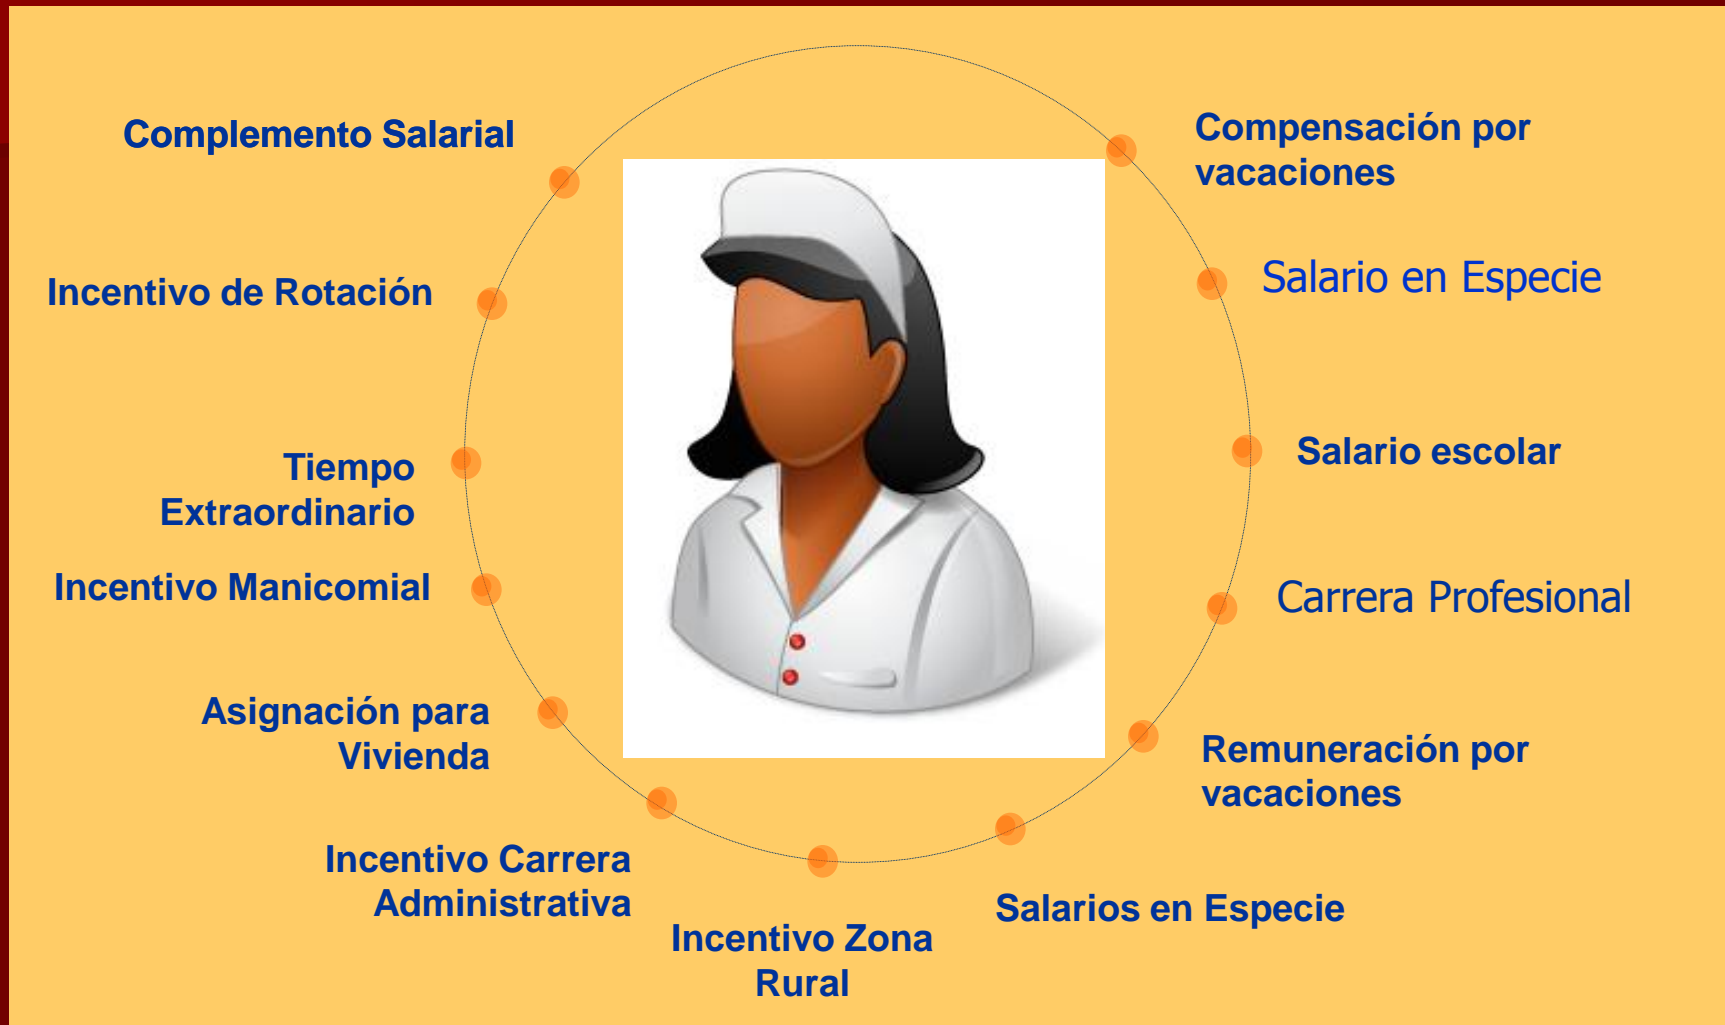 Complemento Salarial
Compensación por
vacaciones
Incentivo de Rotación
Salario en Especie
Tiempo
Extraordinario
Salario escolar
Incentivo Manicomial
Carrera Profesional
Asignación para
Vivienda
Remuneración por
vacaciones
Incentivo Carrera
Administrativa
Salarios en Especie
Incentivo Zona
Rural